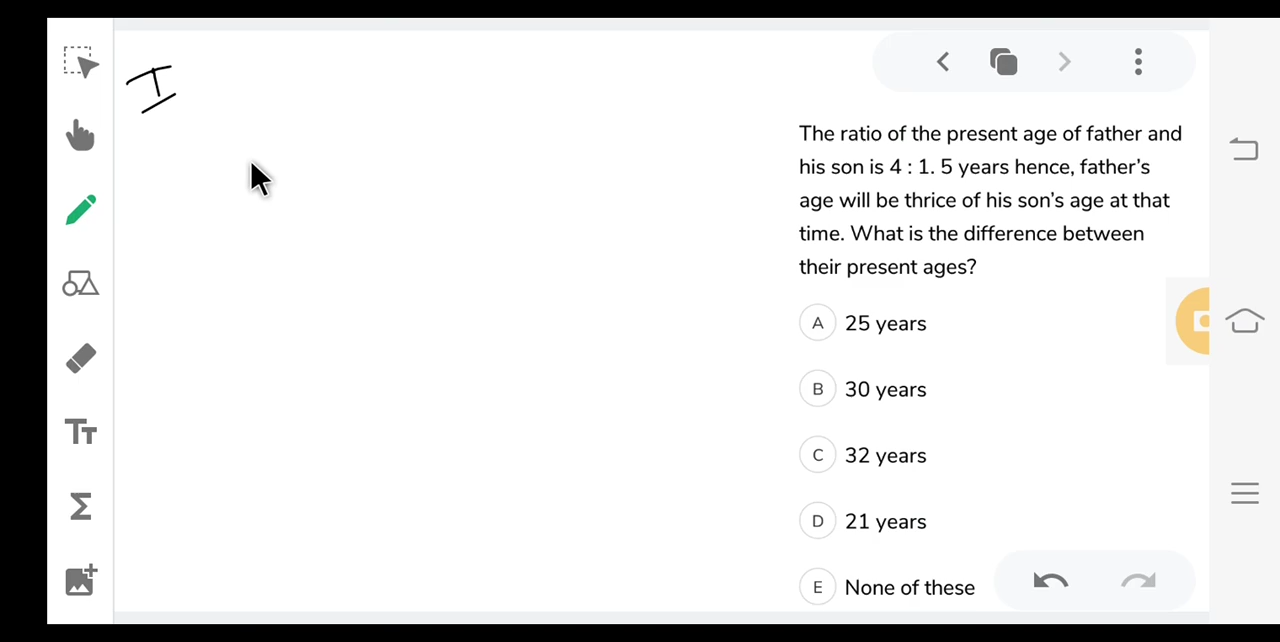 I
The ratio of the present age of father and
his son is 4 : 1. 5 years hence, father’s
age will be thrice of his son’s age at that
time. What is the difference between
their present ages?
A 25 years
B 30 years
C 32 years
D 21 years
E None of these
TT
Σ